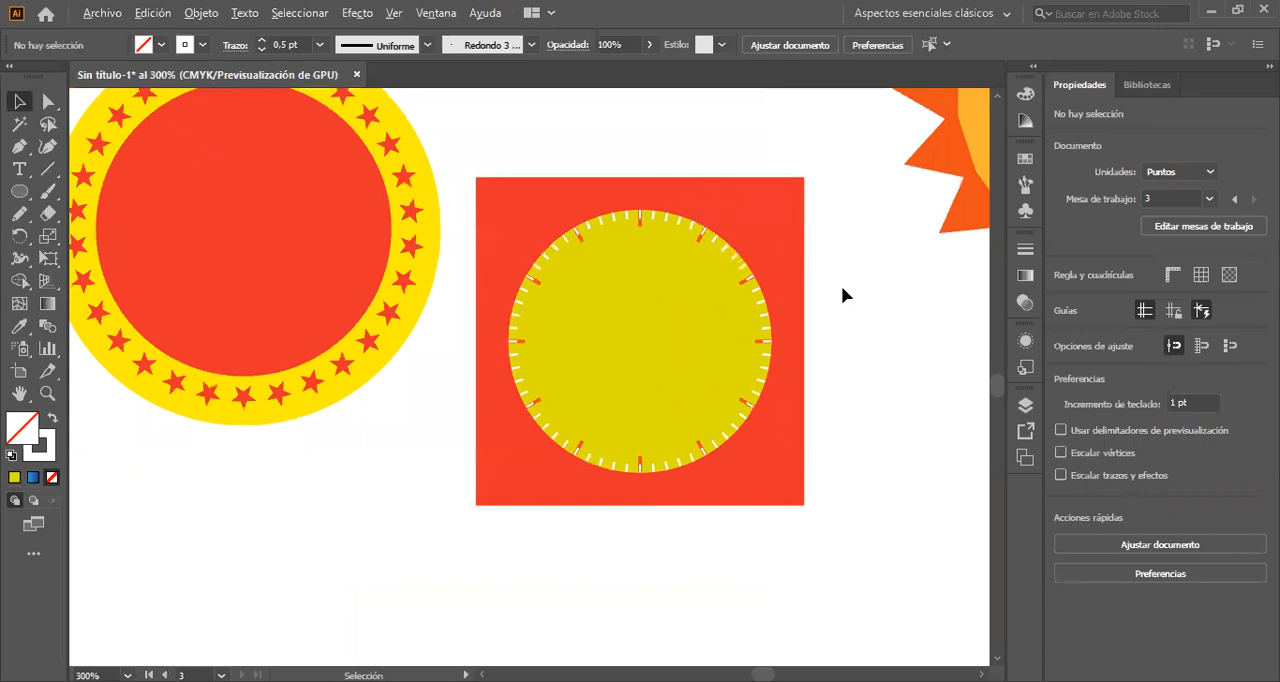 Ai Archivo Edición Objeto Texto Seleccionar Efecto Ver Ventana Ayuda Aspectos esenciales clásicos Buscar en Adobe Stock
No hay selección Trazo: 0,5 pt Uniforme Redondo 3 ... Opacidad: 100% Estilo: Ajustar documento Preferencias
Sin título-1* al 300% (CMYK/Previsualización de GPU)
Propiedades Bibliotecas
No hay selección
Documento
Unidades: Puntos
Mesa de trabajo: 3
Editar mesas de trabajo
Regla y cuadrículas
Guías
Opciones de ajuste
Preferencias
Incremento de teclado: 1 pt
Usar delimitadores de previsualización
Escalar vértices
Escalar trazos y efectos
Acciones rápidas
Ajustar documento
Preferencias
300% 3 Selección